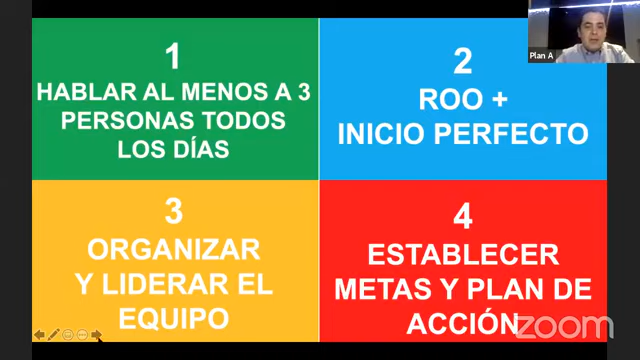 1
HABLAR AL MENOS A 3
PERSONAS TODOS
LOS DÍAS
2
ROO +
INICIO PERFECTO
3
ORGANIZAR
Y LIDERAR EL
EQUIPO
4
ESTABLECER
METAS Y PLAN DE
ACCIÓN
Plan A
zoom